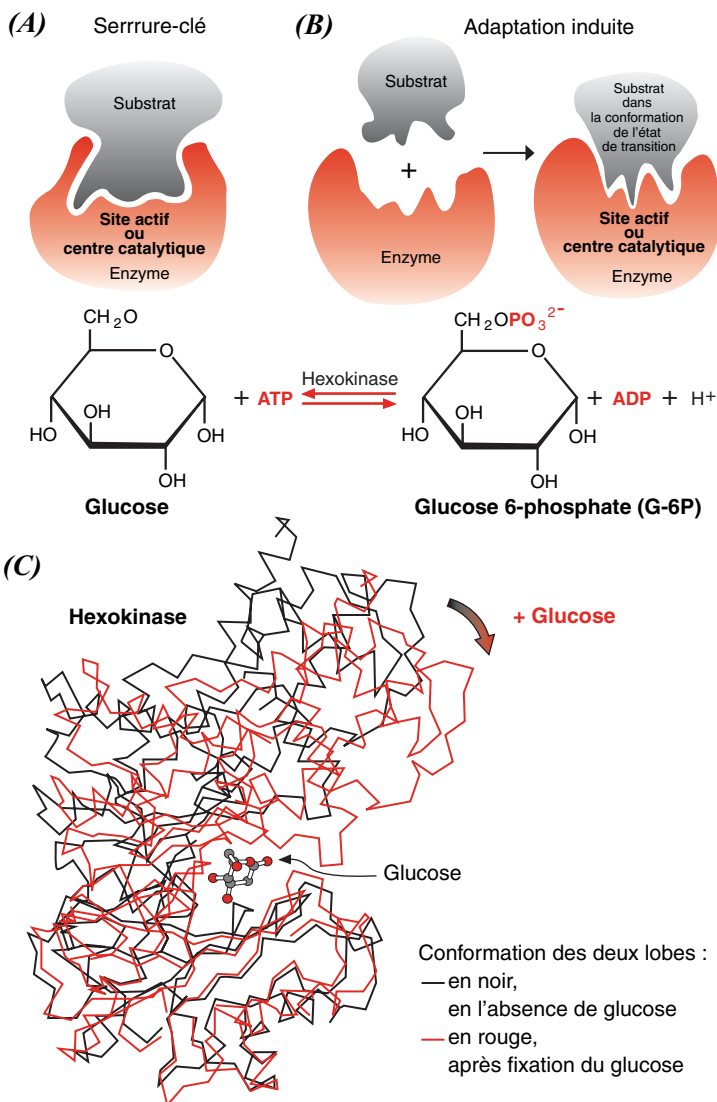 (A) Serrrure-clé
(B) Adaptation induite
Substrat
Site actif
ou
centre catalytique
Enzyme
Substrat
+
Enzyme
Substrat
dans
la conformation
de l'état
de transition
Site actif
ou
centre catalytique
Enzyme
CH2O
O
OH
HO
OH
OH
Glucose
+ ATP
Hexokinase
CH2OPO3 2-
O
OH
HO
OH
OH
Glucose 6-phosphate (G-6P)
+ ADP + H+
(C)
Hexokinase
+ Glucose
Glucose
Conformation des deux lobes :
en noir,
en l'absence de glucose
en rouge,
après fixation du glucose